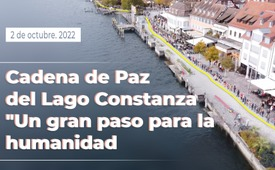 2 de octubre. 2022
Cadena de Paz
del Lago Constanza
"Un gran paso para la
humanidad